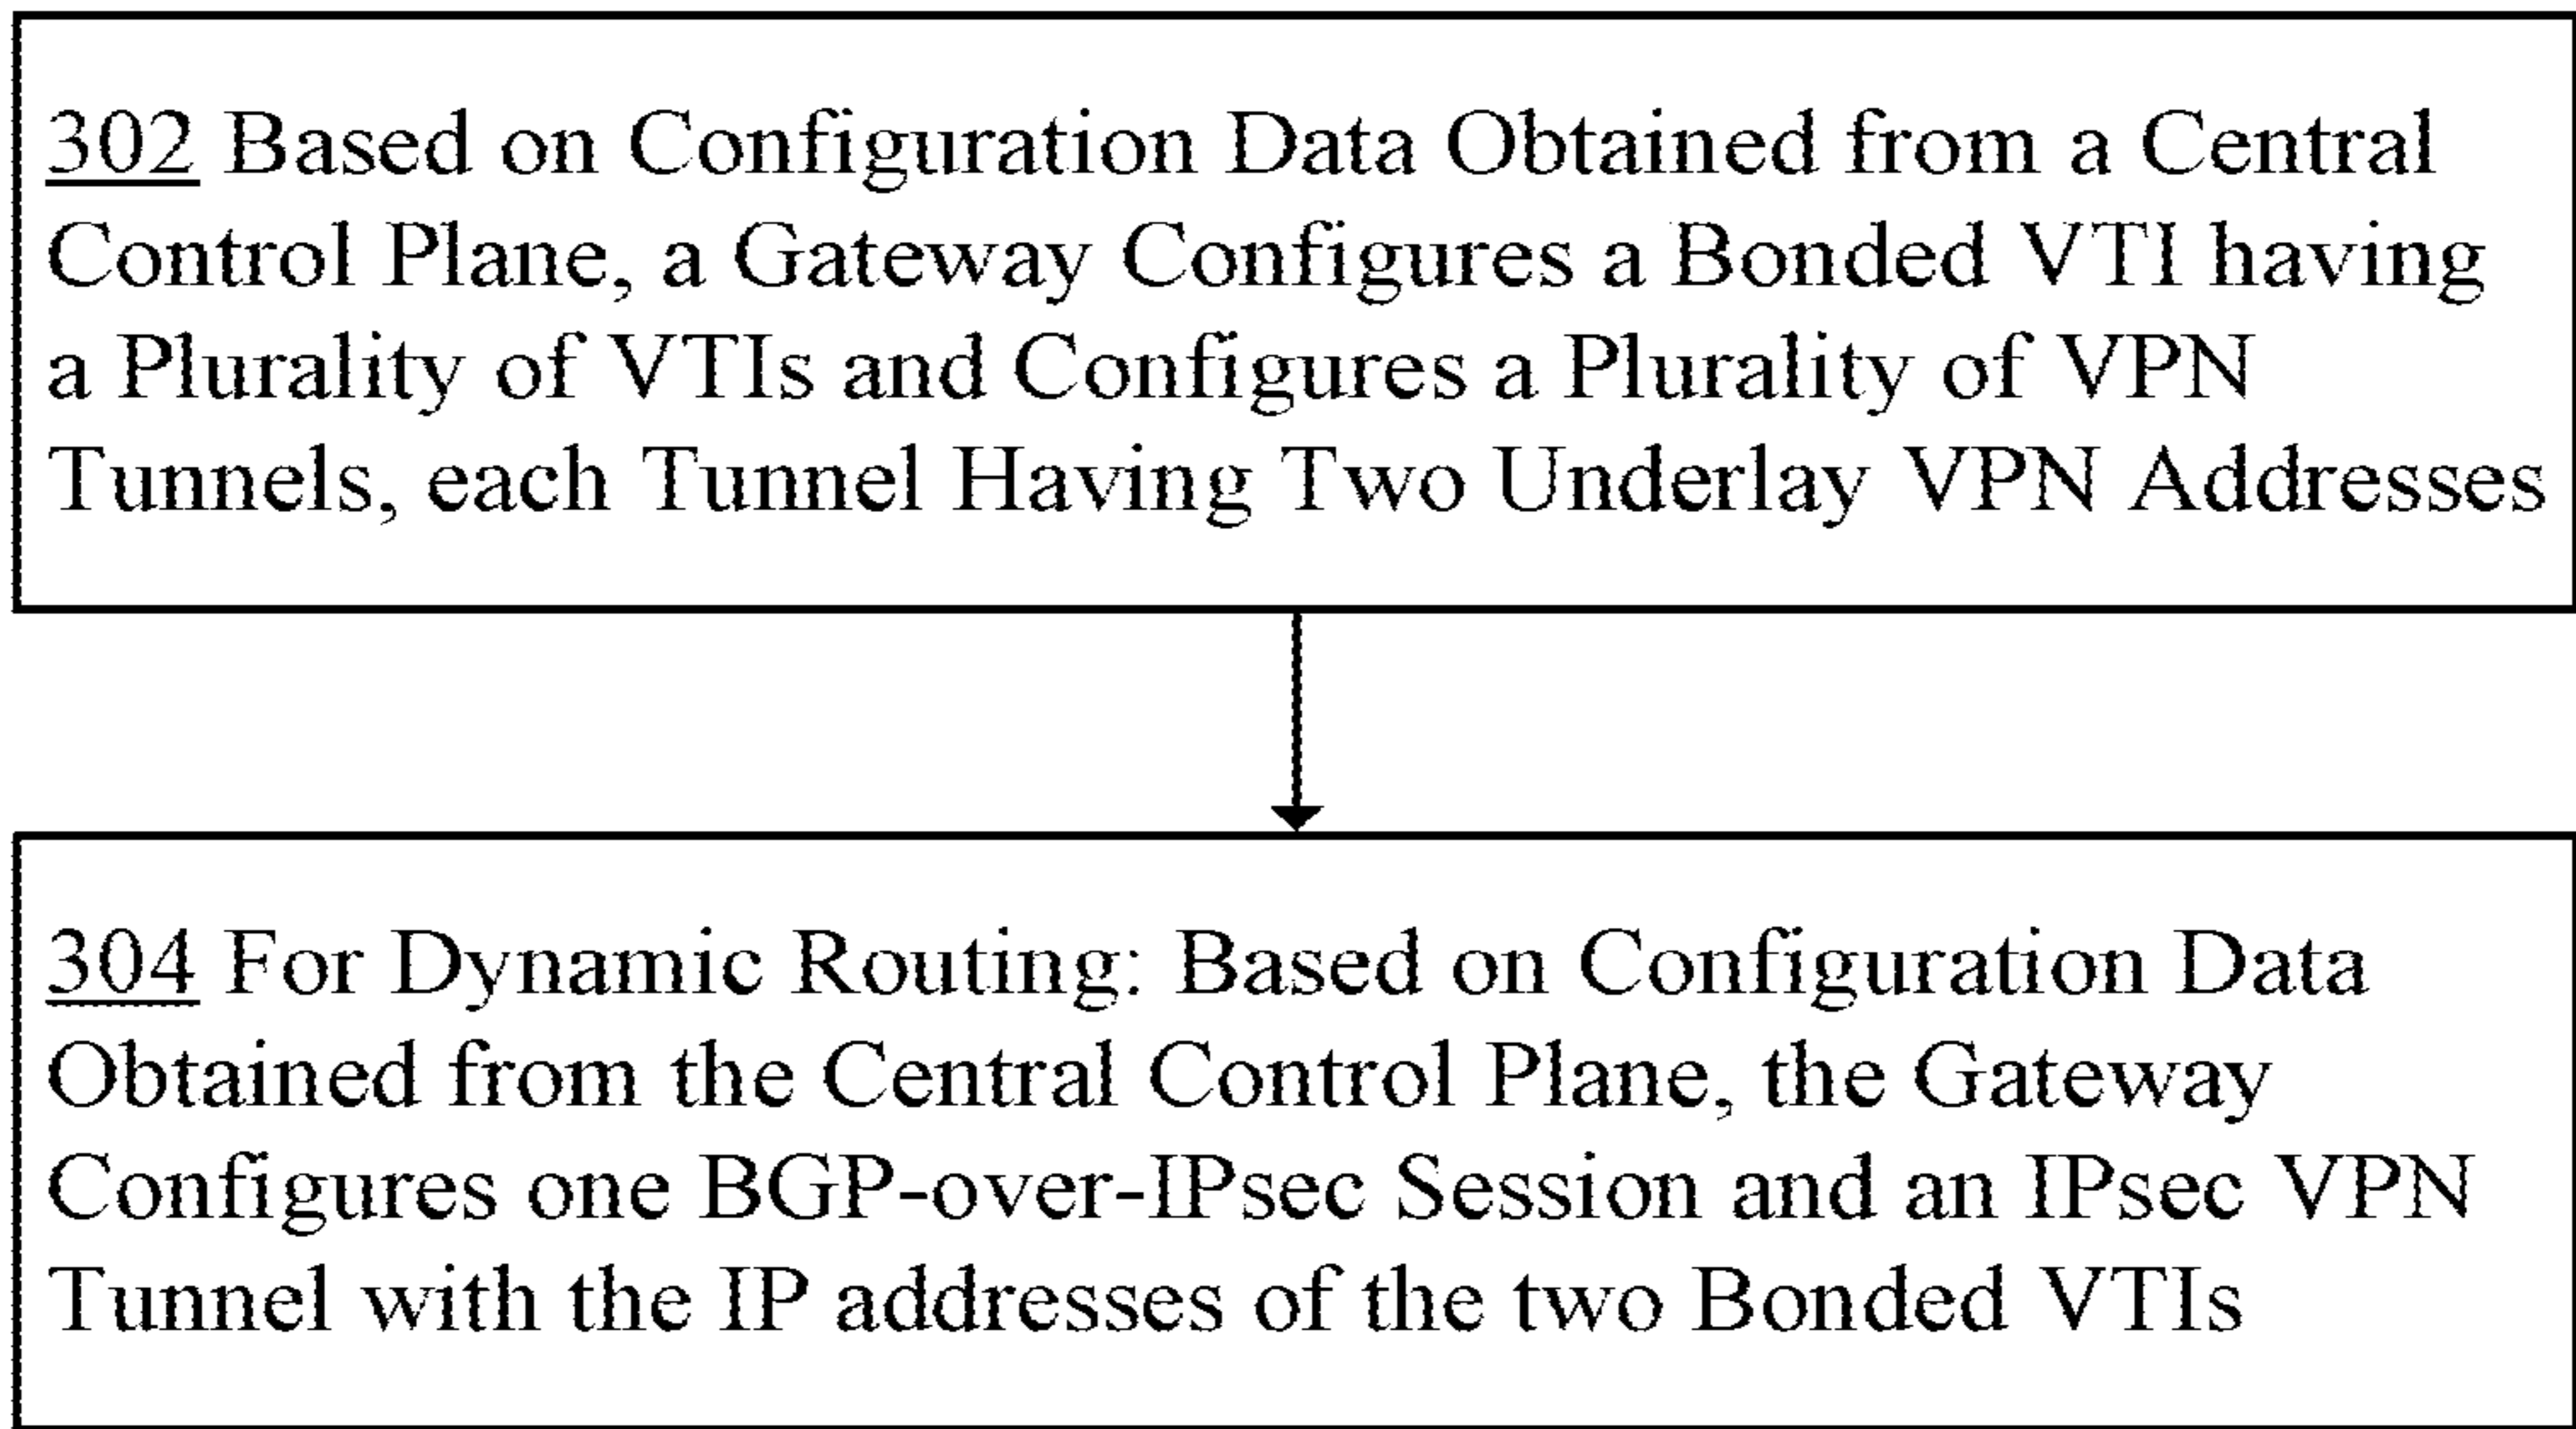 302 Based on Configuration Data Obtained from a Central
Control Plane, a Gateway Configures a Bonded VTI having
a Plurality of VTIs and Configures a Plurality of VPN
Tunnels, each Tunnel Having Two Underlay VPN Addresses
304 For Dynamic Routing: Based on Configuration Data
Obtained from the Central Control Plane, the Gateway
Configures one BGP-over-IPsec Session and an IPsec VPN
Tunnel with the IP addresses of the two Bonded VTIs